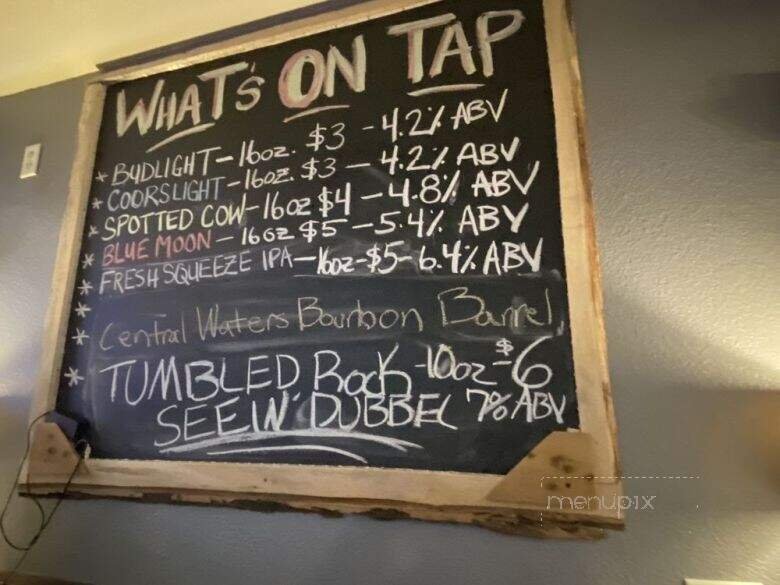 WHAT'S ON TAP
* BUDLIGHT - 16oz. $3 - 4.2% ABV
* COORSLIGHT - 16oz. $3 - 4.2% ABV
* SPOTTED COW - 16oz $4 - 4.8% ABV
* BLUE MOON - 16oz $5 - 5.4% ABV
* FRESH SQUEEZE IPA - 16oz - $5 - 6.4% ABV
*
* Central Waters Bourbon Barrel
* TUMBLED Rock - 10oz - $6
SEEIN' DUBBEL 7% ABV
menupix